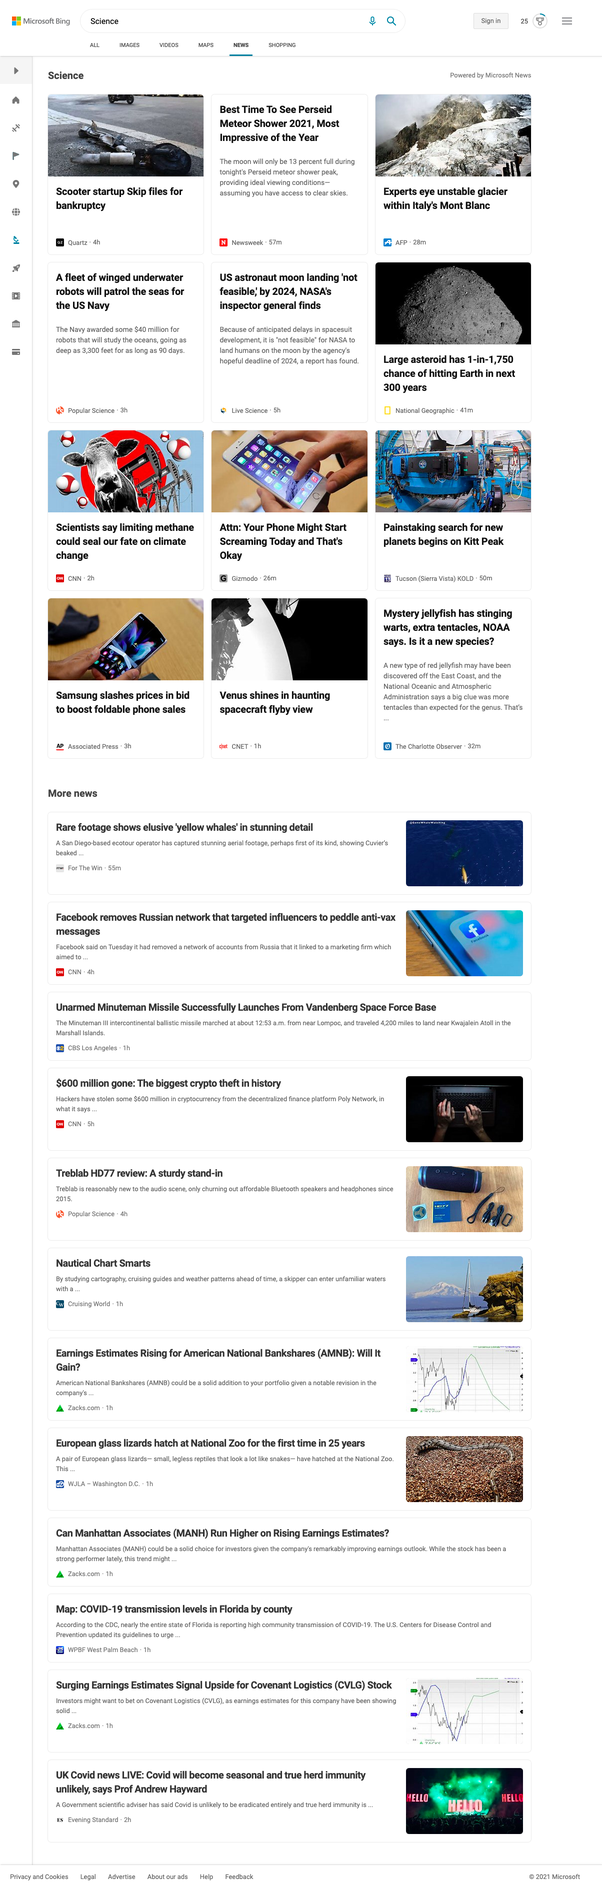 Microsoft Bing
Science
Sign in
25
ALL
IMAGES
VIDEOS
MAPS
NEWS
SHOPPING
Science
Powered by Microsoft News
Scooter startup Skip files for
bankruptcy
Quartz · 4h
Best Time To See Perseid
Meteor Shower 2021, Most
Impressive of the Year
The moon will only be 13 percent full during
tonight's Perseid meteor shower peak,
providing ideal viewing conditions—
assuming you have access to clear skies.
Newsweek · 57m
Experts eye unstable glacier
within Italy's Mont Blanc
AFP · 28m
A fleet of winged underwater
robots will patrol the seas for
the US Navy
The Navy awarded some $40 million for
robots that will study the oceans, going as
deep as 3,300 feet for as long as 90 days.
Popular Science · 3h
US astronaut moon landing 'not
feasible,' by 2024, NASA's
inspector general finds
Because of anticipated delays in spacesuit
development, it is "not feasible" for NASA to
land humans on the moon by the agency's
hopeful deadline of 2024, a report has found.
Live Science · 5h
Large asteroid has 1-in-1,750
chance of hitting Earth in next
300 years
National Geographic · 41m
Scientists say limiting methane
could seal our fate on climate
change
CNN · 2h
Attn: Your Phone Might Start
Screaming Today and That's
Okay
Gizmodo · 26m
Painstaking search for new
planets begins on Kitt Peak
Tucson (Sierra Vista) KOLD · 50m
Samsung slashes prices in bid
to boost foldable phone sales
Associated Press · 3h
Venus shines in haunting
spacecraft flyby view
CNET · 1h
Mystery jellyfish has stinging
warts, extra tentacles, NOAA
says. Is it a new species?
A new type of red jellyfish may have been
discovered off the East Coast, and the
National Oceanic and Atmospheric
Administration says a big clue was more
tentacles than expected for the genus. That's
...
The Charlotte Observer · 32m
More news
Rare footage shows elusive 'yellow whales' in stunning detail
A San Diego-based ecotour operator has captured stunning aerial footage, perhaps first of its kind, showing Cuvier's
beaked ...
For The Win · 55m
Facebook removes Russian network that targeted influencers to peddle anti-vax
messages
Facebook said on Tuesday it had removed a network of accounts from Russia that it linked to a marketing firm which
aimed to ...
CNN · 4h
Unarmed Minuteman Missile Successfully Launches From Vandenberg Space Force Base
The Minuteman III intercontinental ballistic missile marched at about 12:53 a.m. from near Lompoc, and traveled 4,200 miles to land near Kwajalein Atoll in the
Marshall Islands.
CBS Los Angeles · 1h
$600 million gone: The biggest crypto theft in history
Hackers have stolen some $600 million in cryptocurrency from the decentralized finance platform Poly Network, in
what it says ...
CNN · 5h
Treblab HD77 review: A sturdy stand-in
Treblab is reasonably new to the audio scene, only churning out affordable Bluetooth speakers and headphones since
2015.
Popular Science · 4h
Nautical Chart Smarts
By studying cartography, cruising guides and weather patterns ahead of time, a skipper can enter unfamiliar waters
with a ...
Cruising World · 1h
Earnings Estimates Rising for American National Bankshares (AMNB): Will It
Gain?
American National Bankshares (AMNB) could be a solid addition to your portfolio given a notable revision in the
company's ...
Zacks.com · 1h
European glass lizards hatch at National Zoo for the first time in 25 years
A pair of European glass lizards— small, legless reptiles that look a lot like snakes— have hatched at the National Zoo.
This ...
WJLA – Washington D.C. · 1h
Can Manhattan Associates (MANH) Run Higher on Rising Earnings Estimates?
Manhattan Associates (MANH) could be a solid choice for investors given the company's remarkably improving earnings outlook. While the stock has been a
strong performer lately, this trend might ...
Zacks.com · 1h
Map: COVID-19 transmission levels in Florida by county
According to the CDC, nearly the entire state of Florida is reporting high community transmission of COVID-19. The U.S. Centers for Disease Control and
Prevention updated its guidelines to urge ...
WPBF West Palm Beach · 1h
Surging Earnings Estimates Signal Upside for Covenant Logistics (CVLG) Stock
Investors might want to bet on Covenant Logistics (CVLG), as earnings estimates for this company have been showing
solid ...
Zacks.com · 1h
UK Covid news LIVE: Covid will become seasonal and true herd immunity
unlikely, says Prof Andrew Hayward
A Government scientific adviser has said Covid is unlikely to be eradicated entirely and true herd immunity is ...
HELLO HELLO HELLO
ES Evening Standard · 2h
Privacy and Cookies
Legal
Advertise
About our ads
Help
Feedback
© 2021 Microsoft